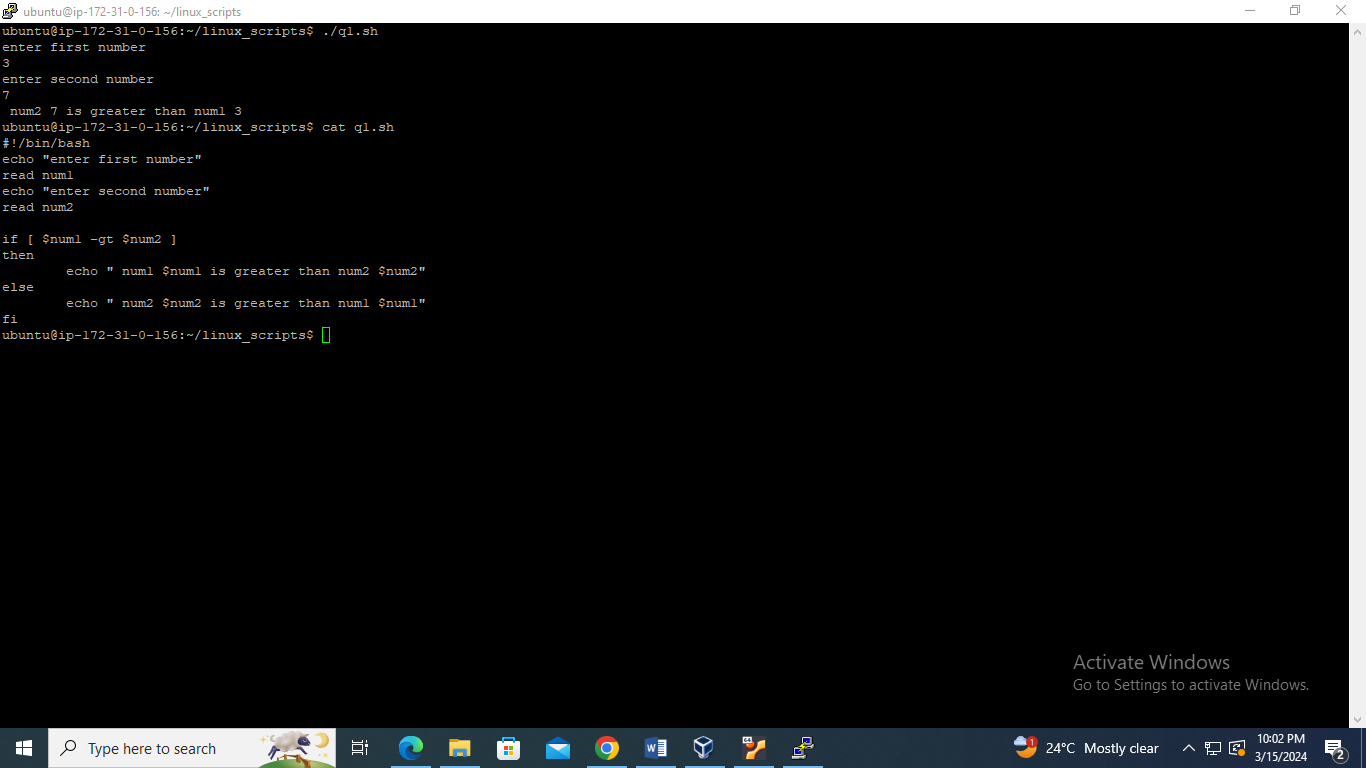 ubuntu@ip-172-31-0-156: ~/linux_scripts
ubuntu@ip-172-31-0-156:~/linux_scripts$ ./q1.sh
enter first number
3
enter second number
7
 num2 7 is greater than num1 3
ubuntu@ip-172-31-0-156:~/linux_scripts$ cat q1.sh
#!/bin/bash
echo "enter first number"
read num1
echo "enter second number"
read num2

if [ $num1 -gt $num2 ]
then
        echo " num1 $num1 is greater than num2 $num2"
else
        echo " num2 $num2 is greater than num1 $num1"
fi
ubuntu@ip-172-31-0-156:~/linux_scripts$
Activate Windows
Go to Settings to activate Windows.
Type here to search
64
1
24°C Mostly clear
10:02 PM
3/15/2024
2